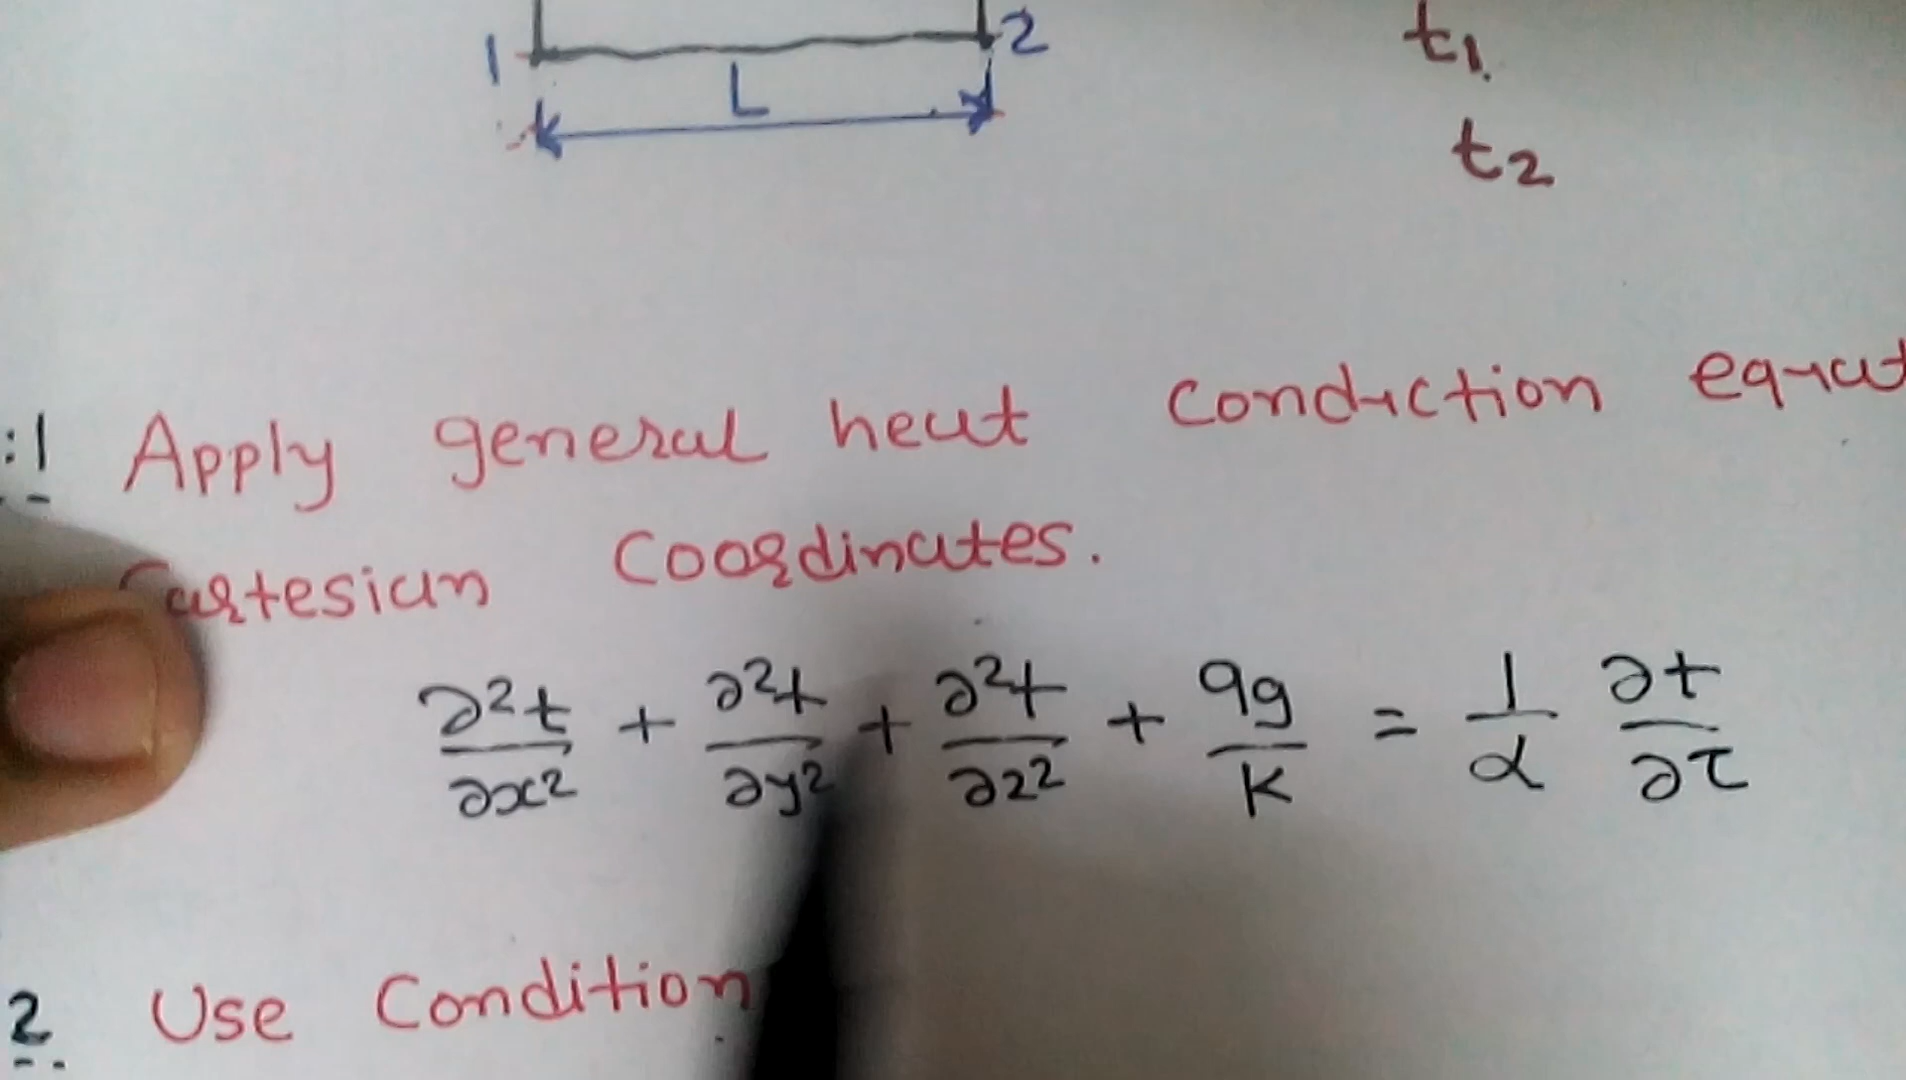 1 2
L
t1
t2
:1 Apply general heat conduction equat
Cartesian Coordinates.
∂²t/∂x² + ∂²t/∂y² + ∂²t/∂z² + qg/k = 1/α ∂t/∂τ
2 Use Condition